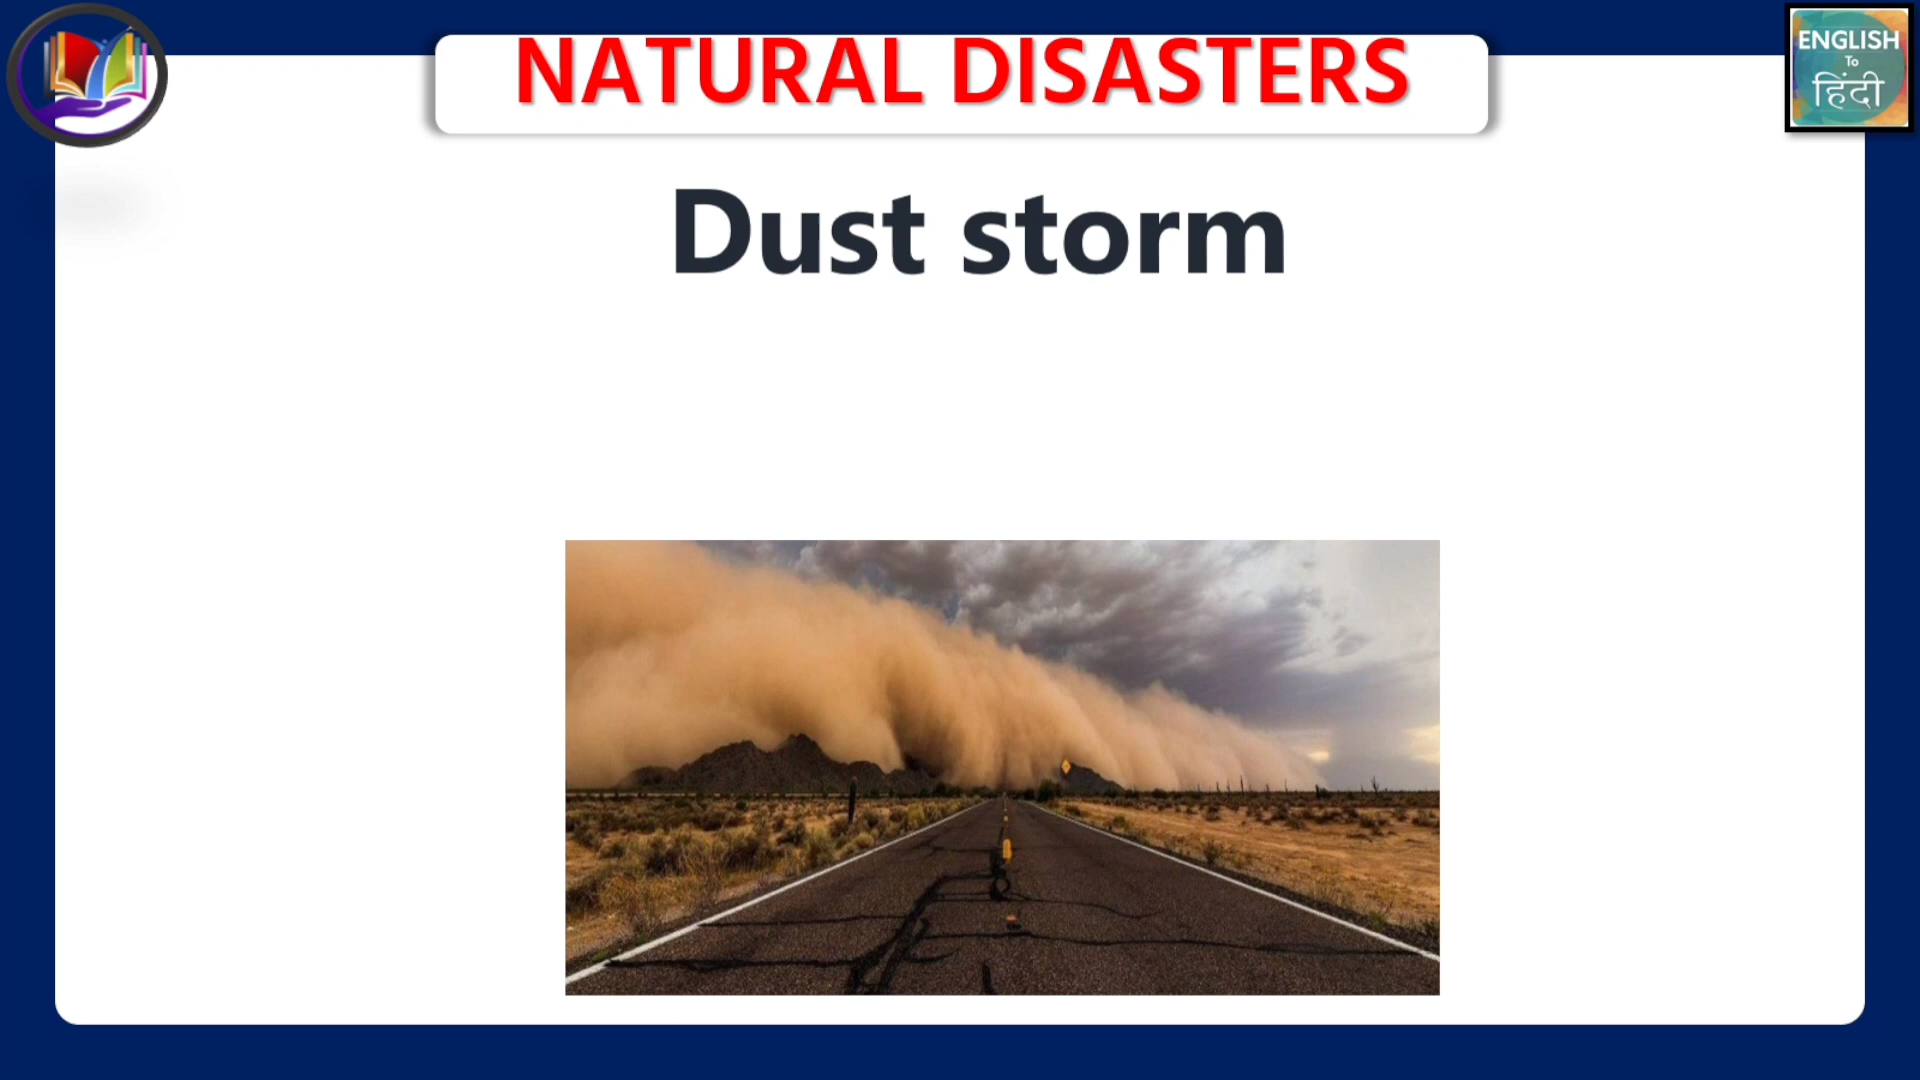 NATURAL DISASTERS
ENGLISH
To
हिंदी
Dust storm